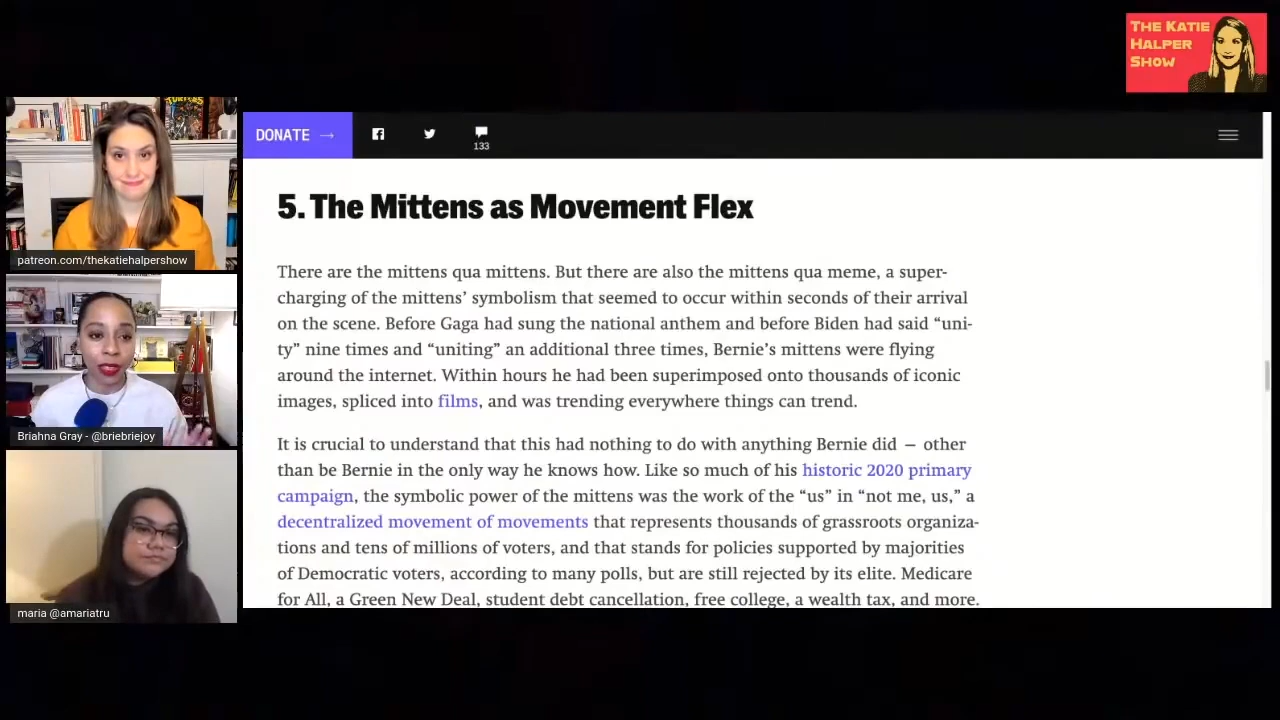 THE KATIE
HALPER
SHOW
TURTLES
patreon.com/thekatiehalpershow
Briahna Gray - @briebriejoy
maria @amariatru
DONATE →
133
5. The Mittens as Movement Flex
There are the mittens qua mittens. But there are also the mittens qua meme, a super-
charging of the mittens’ symbolism that seemed to occur within seconds of their arrival
on the scene. Before Gaga had sung the national anthem and before Biden had said “uni-
ty” nine times and “uniting” an additional three times, Bernie’s mittens were flying
around the internet. Within hours he had been superimposed onto thousands of iconic
images, spliced into films, and was trending everywhere things can trend.
It is crucial to understand that this had nothing to do with anything Bernie did — other
than be Bernie in the only way he knows how. Like so much of his historic 2020 primary
campaign, the symbolic power of the mittens was the work of the “us” in “not me, us,” a
decentralized movement of movements that represents thousands of grassroots organiza-
tions and tens of millions of voters, and that stands for policies supported by majorities
of Democratic voters, according to many polls, but are still rejected by its elite. Medicare
for All, a Green New Deal, student debt cancellation, free college, a wealth tax, and more.